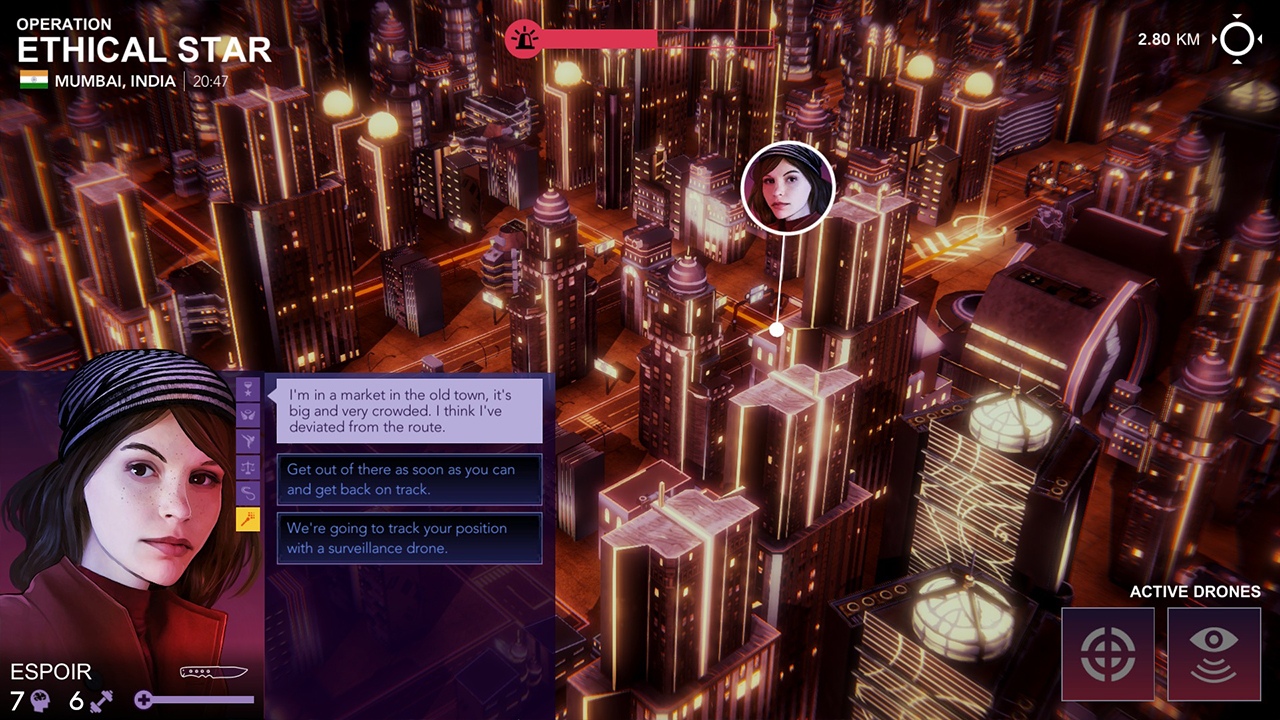 OPERATION
ETHICAL STAR
MUMBAI, INDIA | 20:47
2.80 KM
I'm in a market in the old town, it's
big and very crowded. I think I've
deviated from the route.
Get out of there as soon as you can
and get back on track.
We're going to track your position
with a surveillance drone.
ACTIVE DRONES
ESPOIR
7 6